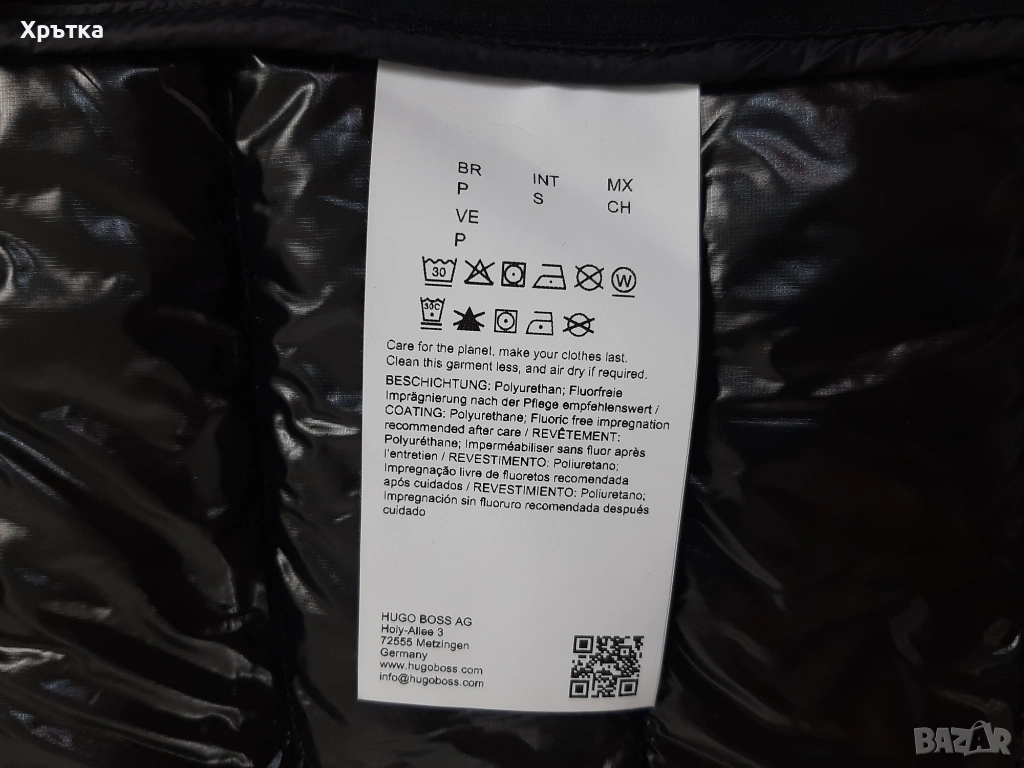 Хрътка
BR INT MX
P S CH
VE
P
30 W
30C
Care for the planet, make your clothes last.
Clean this garment less, and air dry if required.
BESCHICHTUNG: Polyurethan; Fluorfreie
Imprägnierung nach der Pflege empfehlenswert /
COATING: Polyurethane; Fluoric free impregnation
recommended after care / REVÊTEMENT:
Polyuréthane; Imperméabiliser sans fluor après
l'entretien / REVESTIMENTO: Poliuretano;
Impregnação livre de fluoretos recomendada
após cuidados / REVESTIMIENTO: Poliuretano;
Impregnación sin fluoruro recomendada después
cuidado
HUGO BOSS AG
Holy-Allee 3
72555 Metzingen
Germany
www.hugoboss.com
info@hugoboss.com
BAZAR